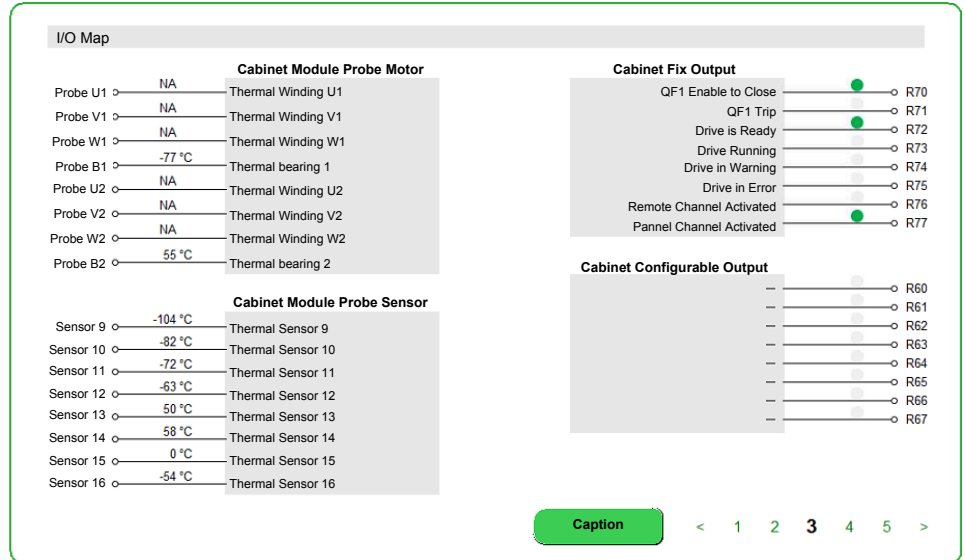 I/O Map
Cabinet Module Probe Motor
Probe U1 NA Thermal Winding U1
Probe V1 NA Thermal Winding V1
Probe W1 NA Thermal Winding W1
Probe B1 -77 °C Thermal bearing 1
Probe U2 NA Thermal Winding U2
Probe V2 NA Thermal Winding V2
Probe W2 NA Thermal Winding W2
Probe B2 55 °C Thermal bearing 2
Cabinet Module Probe Sensor
Sensor 9 -104 °C Thermal Sensor 9
Sensor 10 -82 °C Thermal Sensor 10
Sensor 11 -72 °C Thermal Sensor 11
Sensor 12 -63 °C Thermal Sensor 12
Sensor 13 50 °C Thermal Sensor 13
Sensor 14 58 °C Thermal Sensor 14
Sensor 15 0 °C Thermal Sensor 15
Sensor 16 -54 °C Thermal Sensor 16
Cabinet Fix Output
QF1 Enable to Close R70
QF1 Trip R71
Drive is Ready R72
Drive Running R73
Drive in Warning R74
Drive in Error R75
Remote Channel Activated R76
Pannel Channel Activated R77
Cabinet Configurable Output
-- R60
-- R61
-- R62
-- R63
-- R64
-- R65
-- R66
-- R67
Caption < 1 2 3 4 5 >